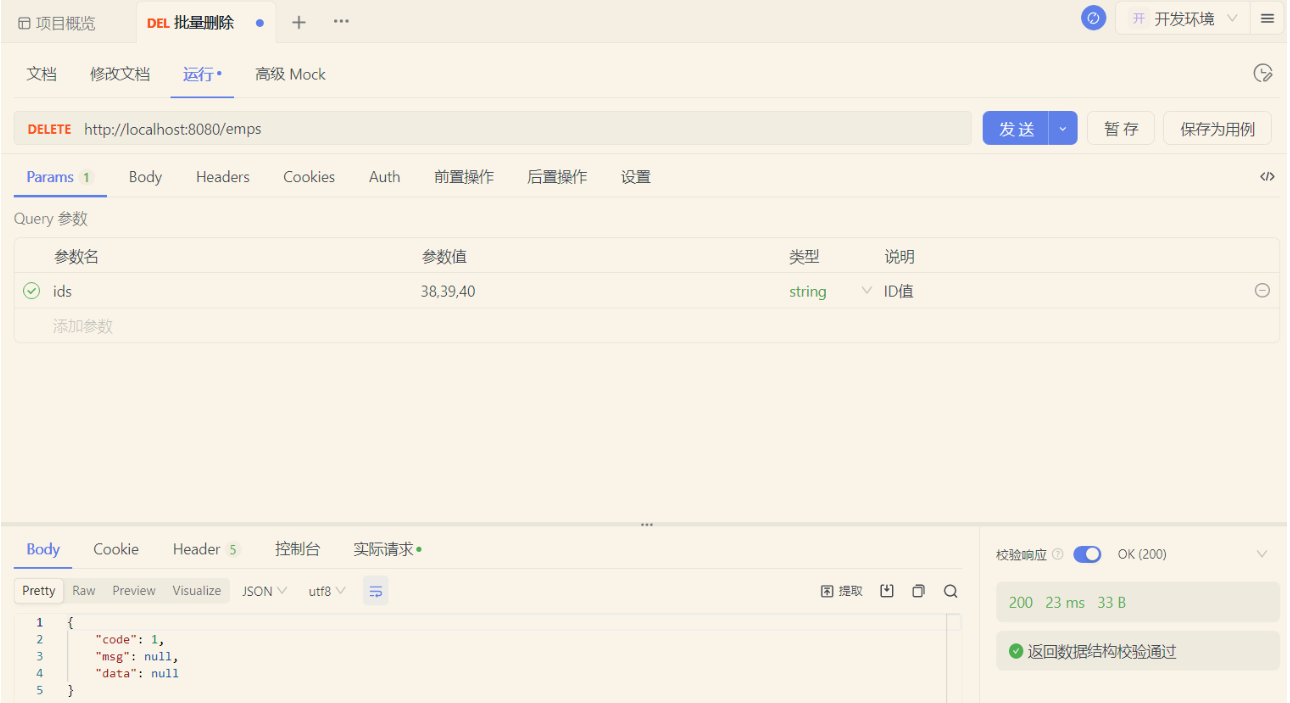 项目概览 DEL 批量删除 + ··· 开 开发环境
文档 修改文档 运行 高级 Mock
DELETE http://localhost:8080/emps 发 送 暂 存 保存为用例
Params 1 Body Headers Cookies Auth 前置操作 后置操作 设置 </>
Query 参数
参数名 参数值 类型 说明
ids 38,39,40 string ID值
添加参数
Body Cookie Header 5 控制台 实际请求 校验响应 OK (200)
Pretty Raw Preview Visualize JSON utf8 提取
200 23 ms 33 B
1 {
2 "code": 1,
3 "msg": null,
4 "data": null
5 }
返回数据结构校验通过